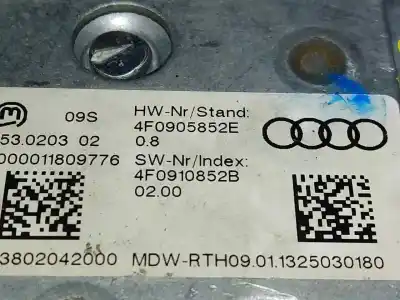 09S
HW-Nr/Stand:
4F0905852E
53.0203 02
0.8
000011809776
SW-Nr/Index:
4F0910852B
02.00
3802042000 MDW-RTH09.01.1325030180